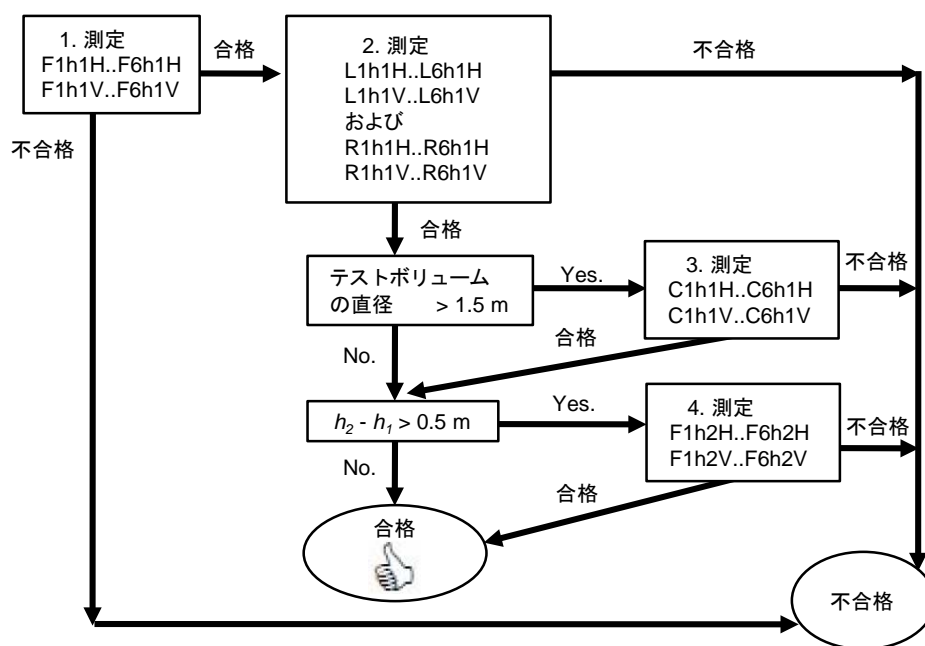 1. 測定
F1h1H..F6h1H
F1h1V..F6h1V
合格
2. 測定
L1h1H..L6h1H
L1h1V..L6h1V
および
R1h1H..R6h1H
R1h1V..R6h1V
不合格
不合格
合格
テストボリューム
の直径 > 1.5 m
Yes.
3. 測定
C1h1H..C6h1H
C1h1V..C6h1V
不合格
合格
No.
h2 - h1 > 0.5 m
Yes.
4. 測定
F1h2H..F6h2H
F1h2V..F6h2V
不合格
No.
合格
合格
不合格